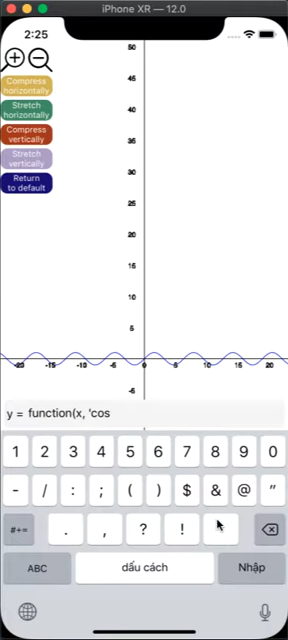 iPhone XR — 12.0
2:25
50
Compress
horizontally
45
Stretch
horizontally
40
Compress
vertically
35
Stretch
vertically
30
Return
to default
25
20
15
10
5
-20 -15 -10 -5 0 5 10 15 20
-5
y = function(x, 'cos
1 2 3 4 5 6 7 8 9 0
- / : ; ( ) $ & @ "
#+= . , ? !
ABC dấu cách Nhập